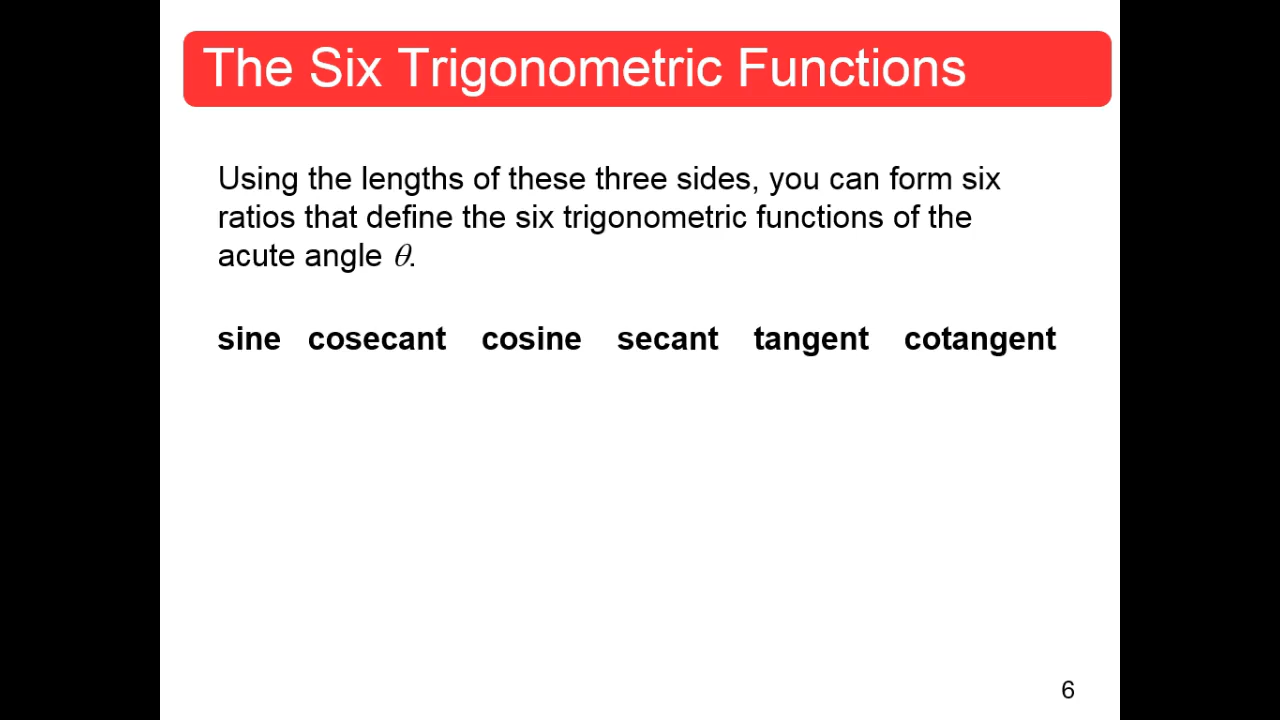 The Six Trigonometric Functions
Using the lengths of these three sides, you can form six
ratios that define the six trigonometric functions of the
acute angle θ.
sine cosecant cosine secant tangent cotangent
6